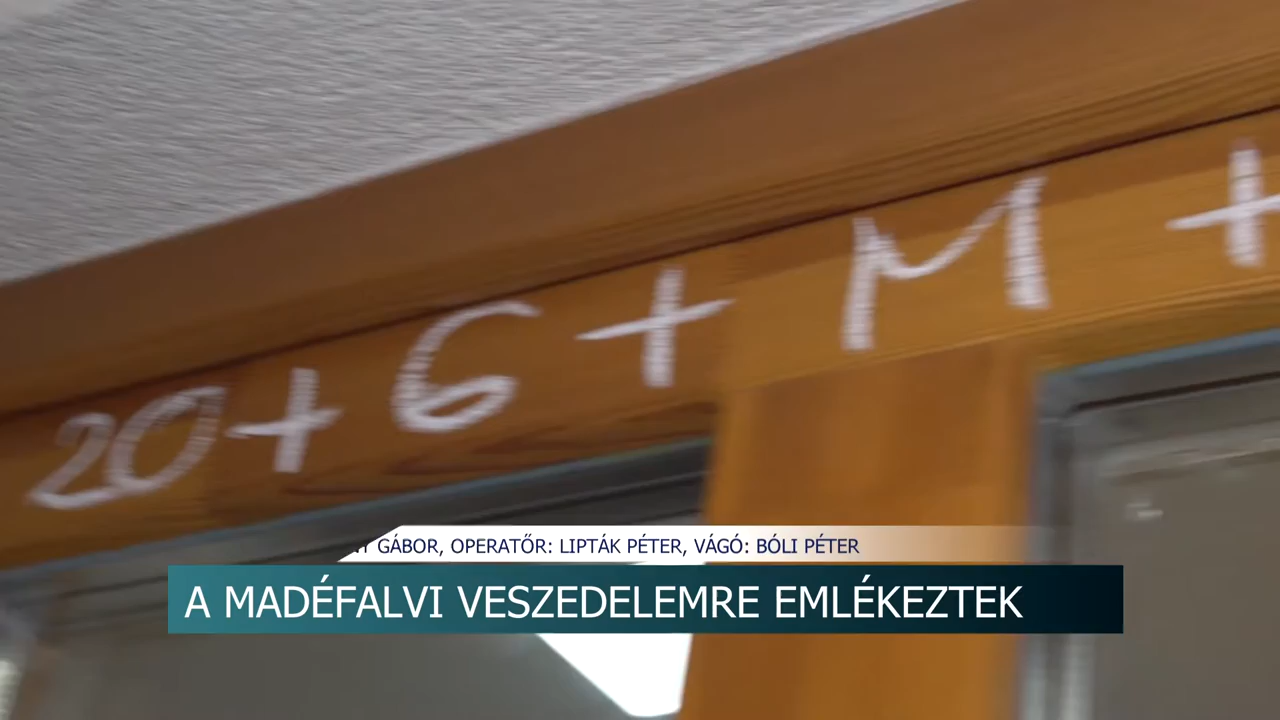 20+G+M+
GÁBOR, OPERATŐR: LIPTÁK PÉTER, VÁGÓ: BÓLI PÉTER
A MADÉFALVI VESZEDELEMRE EMLÉKEZTEK